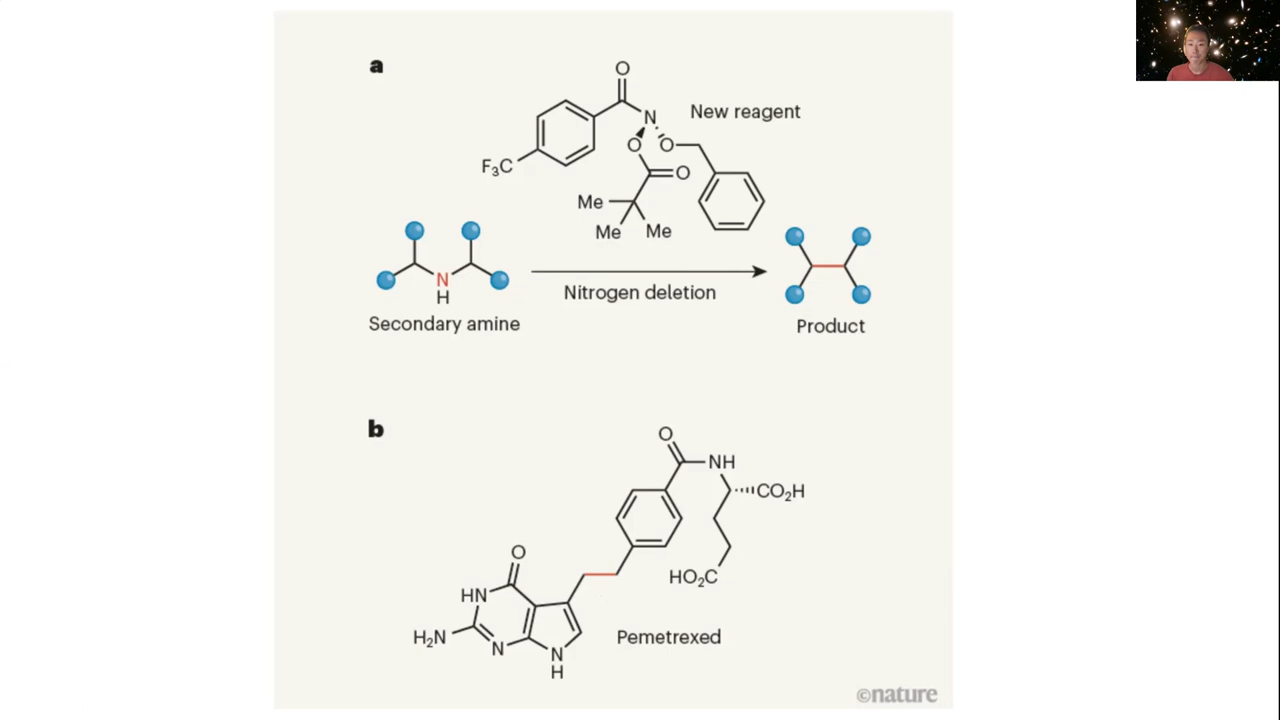 a
O
N
New reagent
O
O
F₃C
O
Me
Me
Me
N
H
Nitrogen deletion
Secondary amine
Product
b
O
NH
CO₂H
O
HO₂C
HN
H₂N
N
N
H
Pemetrexed
©nature